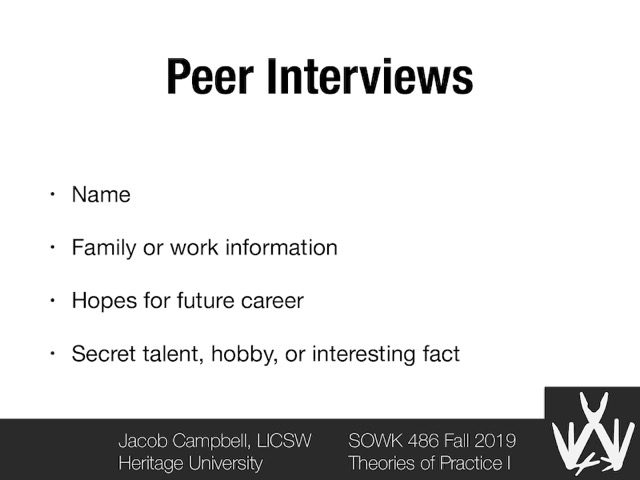 Peer Interviews
• Name
• Family or work information
• Hopes for future career
• Secret talent, hobby, or interesting fact
Jacob Campbell, LICSW
Heritage University
SOWK 486 Fall 2019
Theories of Practice I